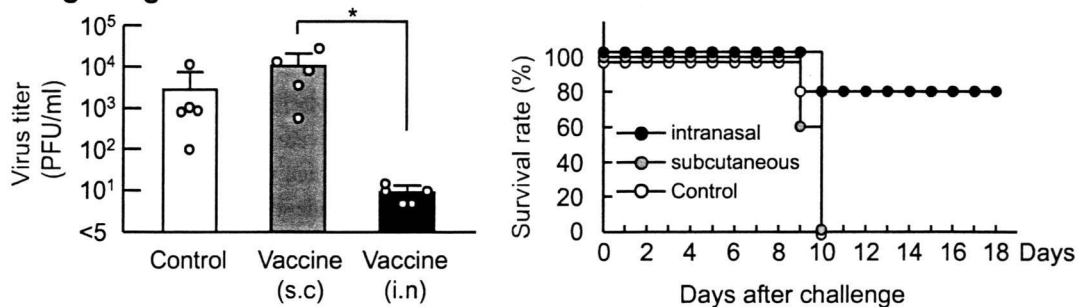 *
Virus titer
(PFU/ml)
10⁵
10⁴
10³
10²
10¹
<5
Control
Vaccine
(s.c)
Vaccine
(i.n)
Survival rate (%)
100
80
60
40
20
0
intranasal
subcutaneous
Control
0 2 4 6 8 10 12 14 16 18 Days
Days after challenge